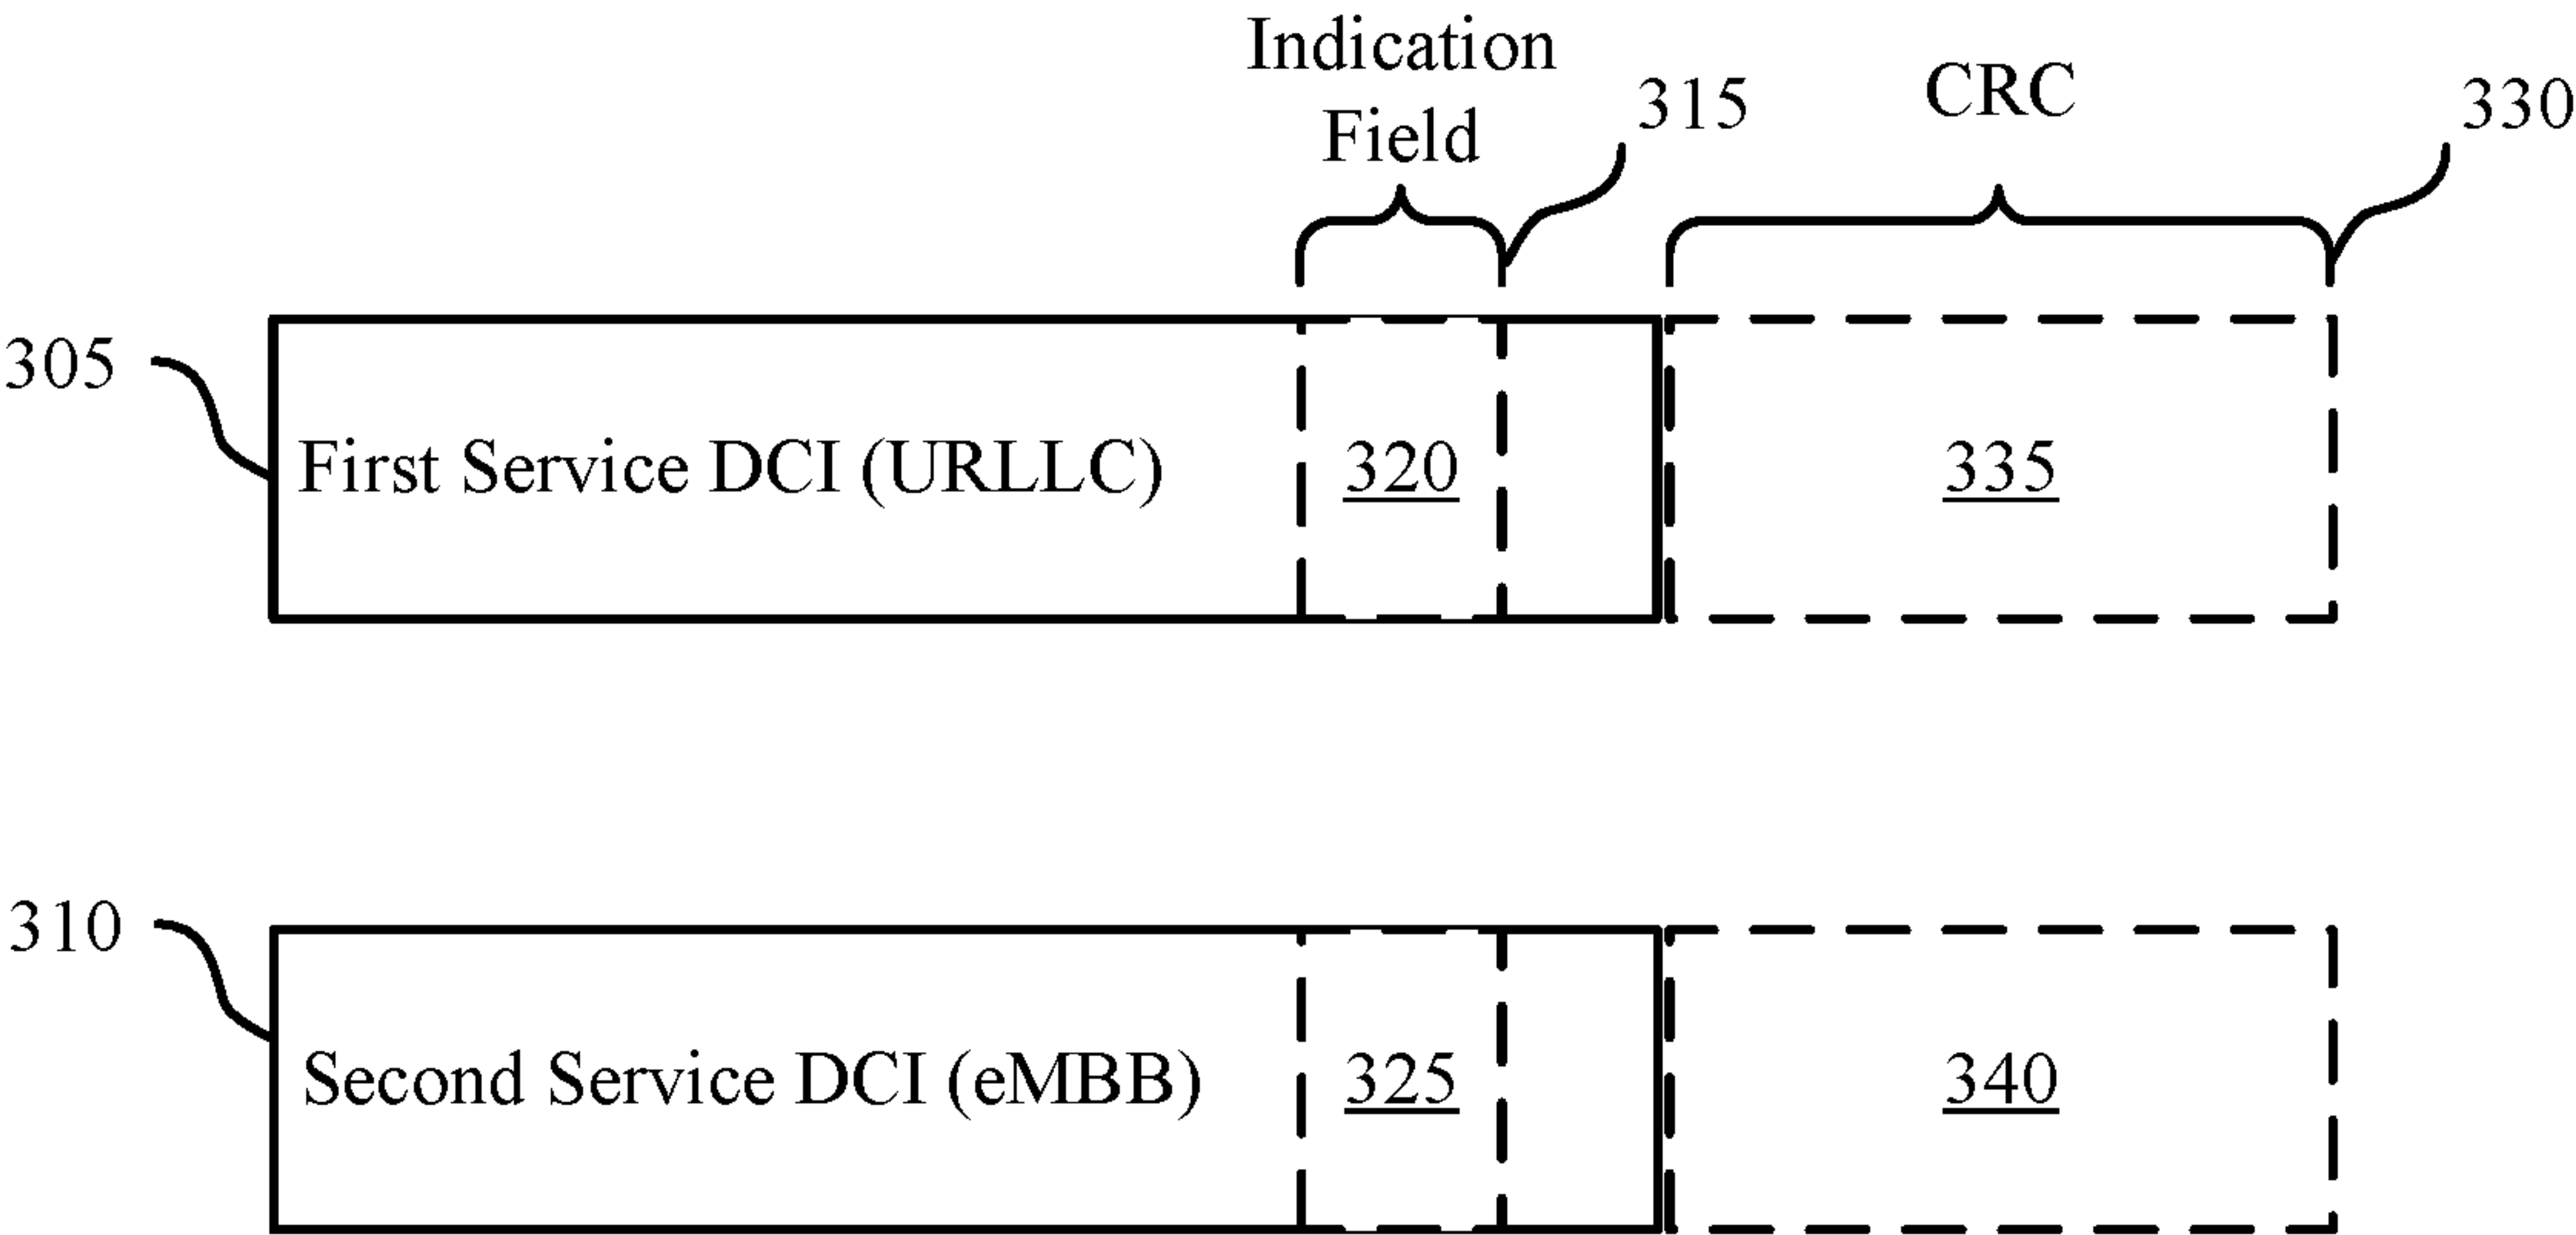 Indication
Field
315
CRC
330
305
First Service DCI (URLLC)
320
335
310
Second Service DCI (eMBB)
325
340